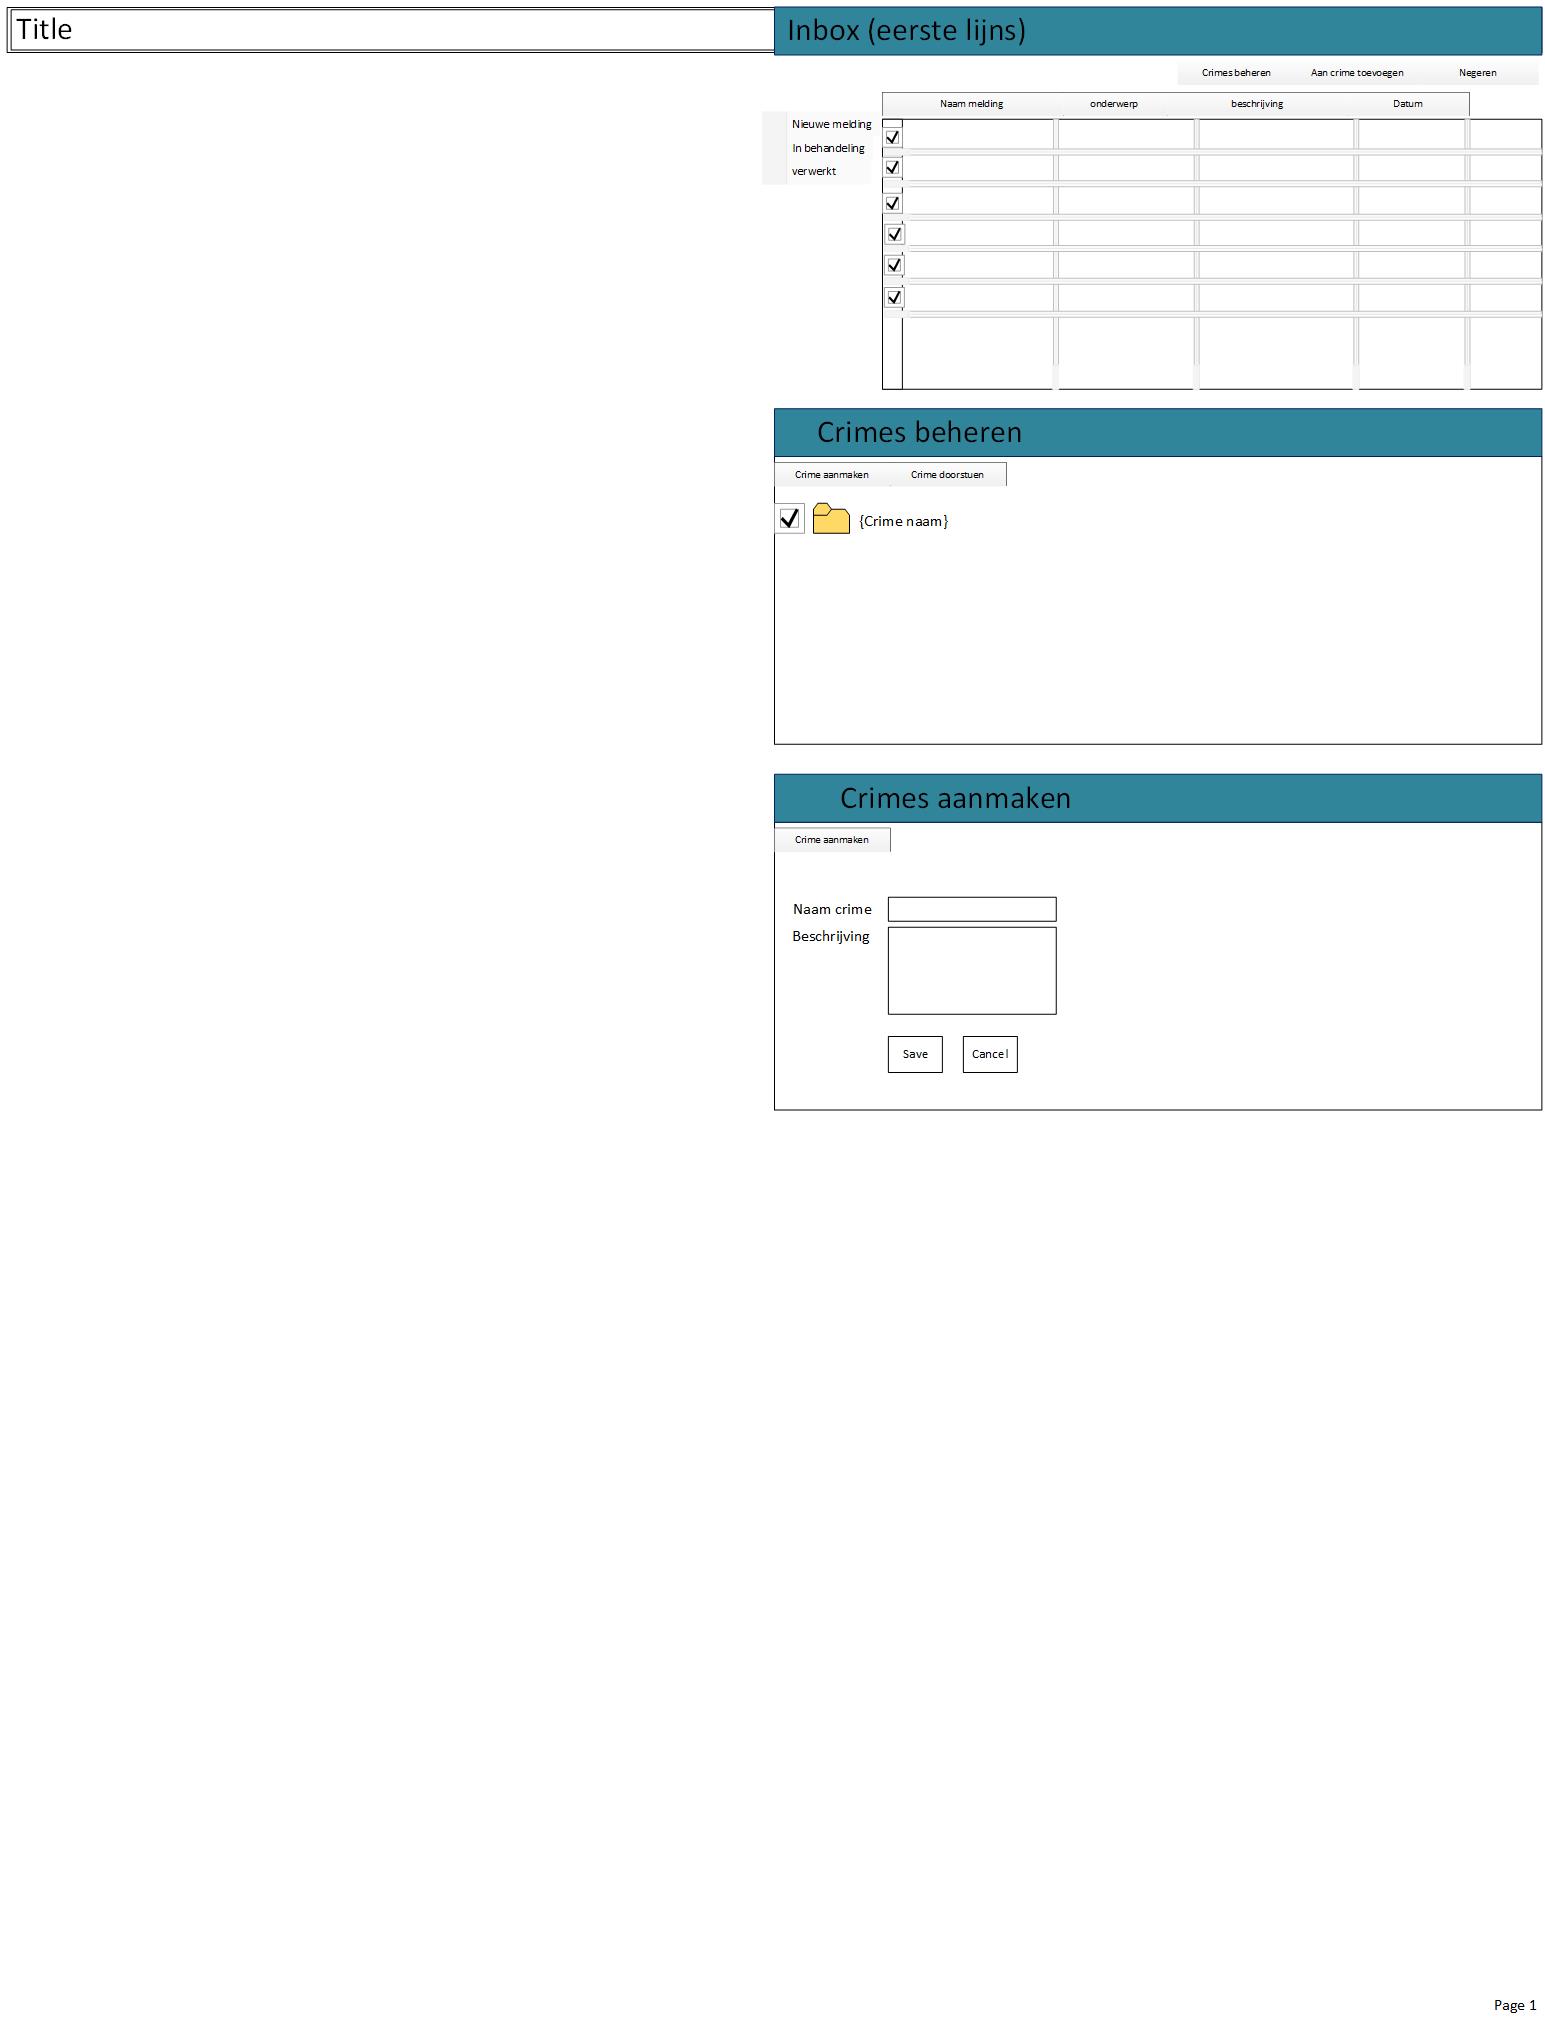 Title
Inbox (eerste lijns)
Crimes beheren Aan crime toevoegen Negeren
Naam melding onderwerp beschrijving Datum
Nieuwe melding
In behandeling
verwerkt
Crimes beheren
Crime aanmaken Crime doorstuen
{Crime naam}
Crimes aanmaken
Crime aanmaken
Naam crime
Beschrijving
Save Cancel
Page 1